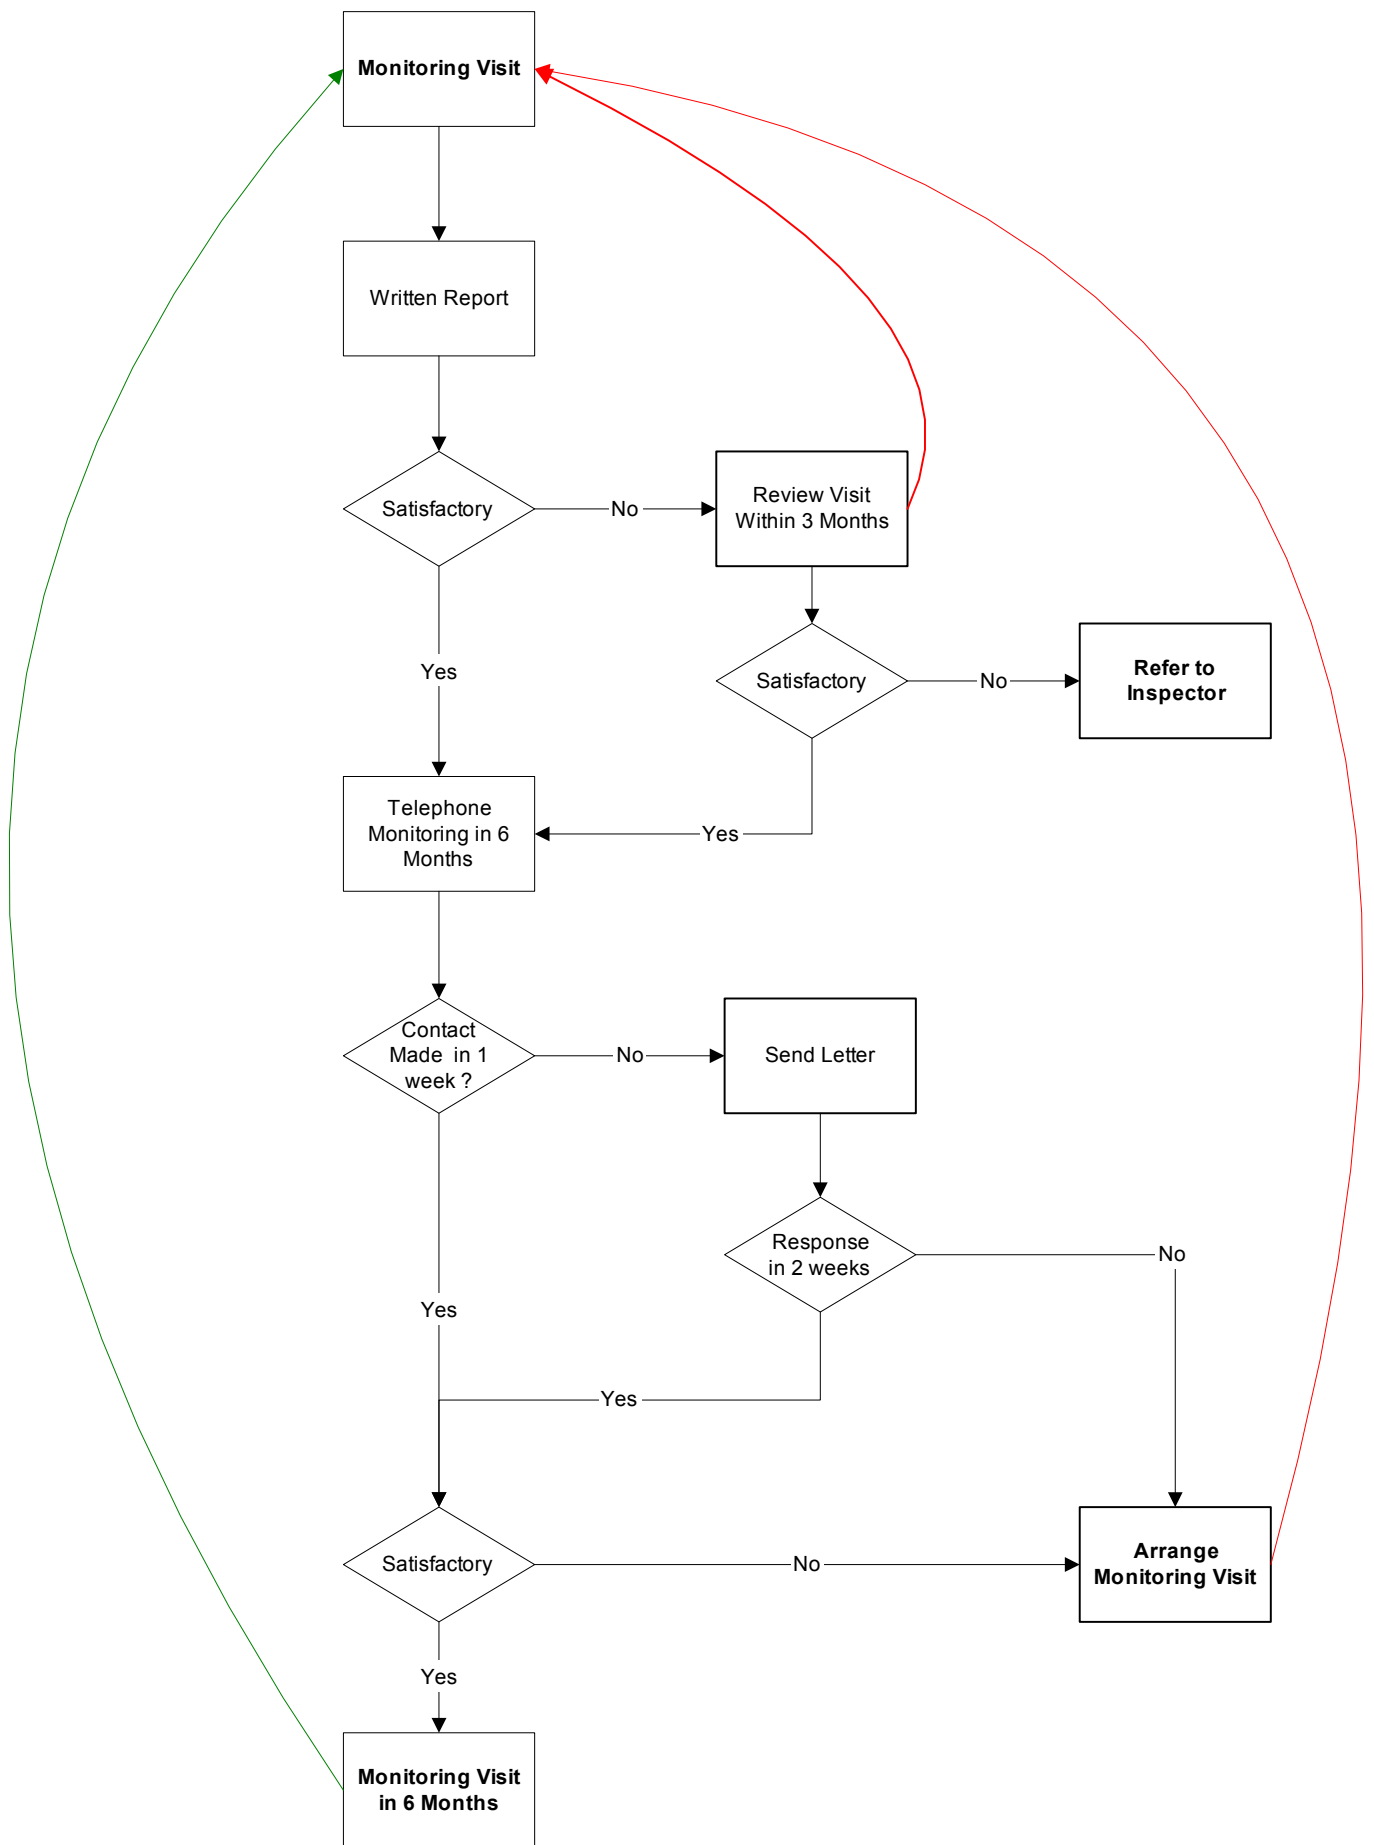 Monitoring Visit
Written Report
Satisfactory
No
Review Visit
Within 3 Months
Yes
Satisfactory
No
Refer to
Inspector
Telephone
Monitoring in 6
Months
Yes
Contact
Made in 1
week ?
No
Send Letter
Response
in 2 weeks
No
Yes
Yes
Satisfactory
No
Arrange
Monitoring Visit
Yes
Monitoring Visit
in 6 Months